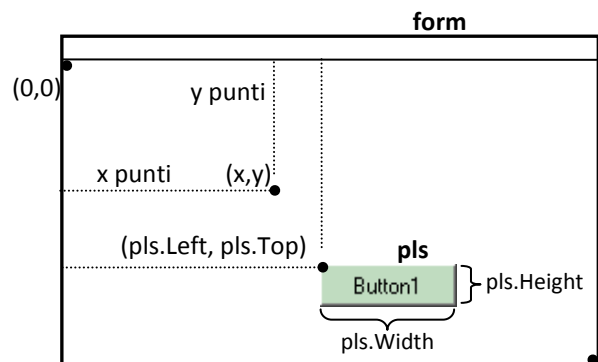 form
(0,0)
y punti
x punti
(x,y)
(pls.Left, pls.Top)
pls
Button1
pls.Height
pls.Width